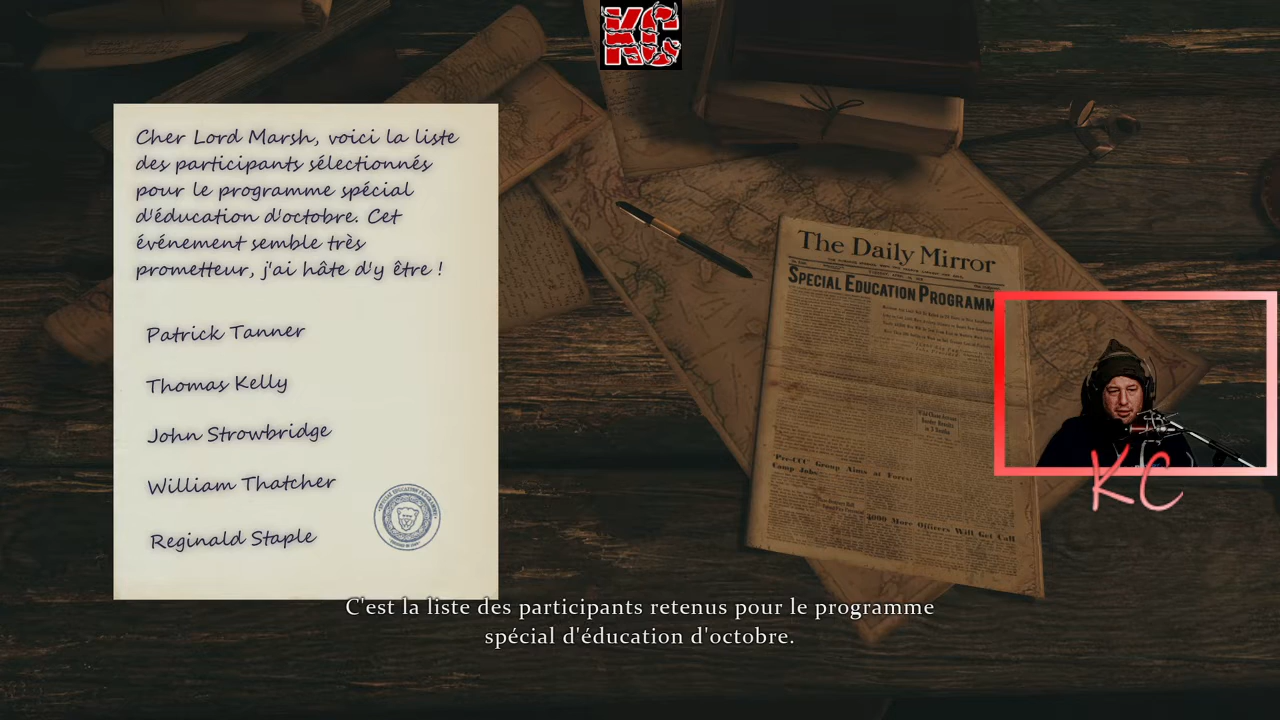 KC
Cher Lord Marsh, voici la liste
des participants sélectionnés
pour le programme spécial
d'éducation d'octobre. Cet
événement semble très
prometteur, j'ai hâte d'y être !
Patrick Tanner
Thomas Kelly
John Strowbridge
William Thatcher
Reginald Staple
The Daily Mirror
SPECIAL EDUCATION PROGRAMM
'Pre-CCC' Group Aims at Forest
Camp Jobs
4000 More Officers Will Get Call
KC
C'est la liste des participants retenus pour le programme
spécial d'éducation d'octobre.